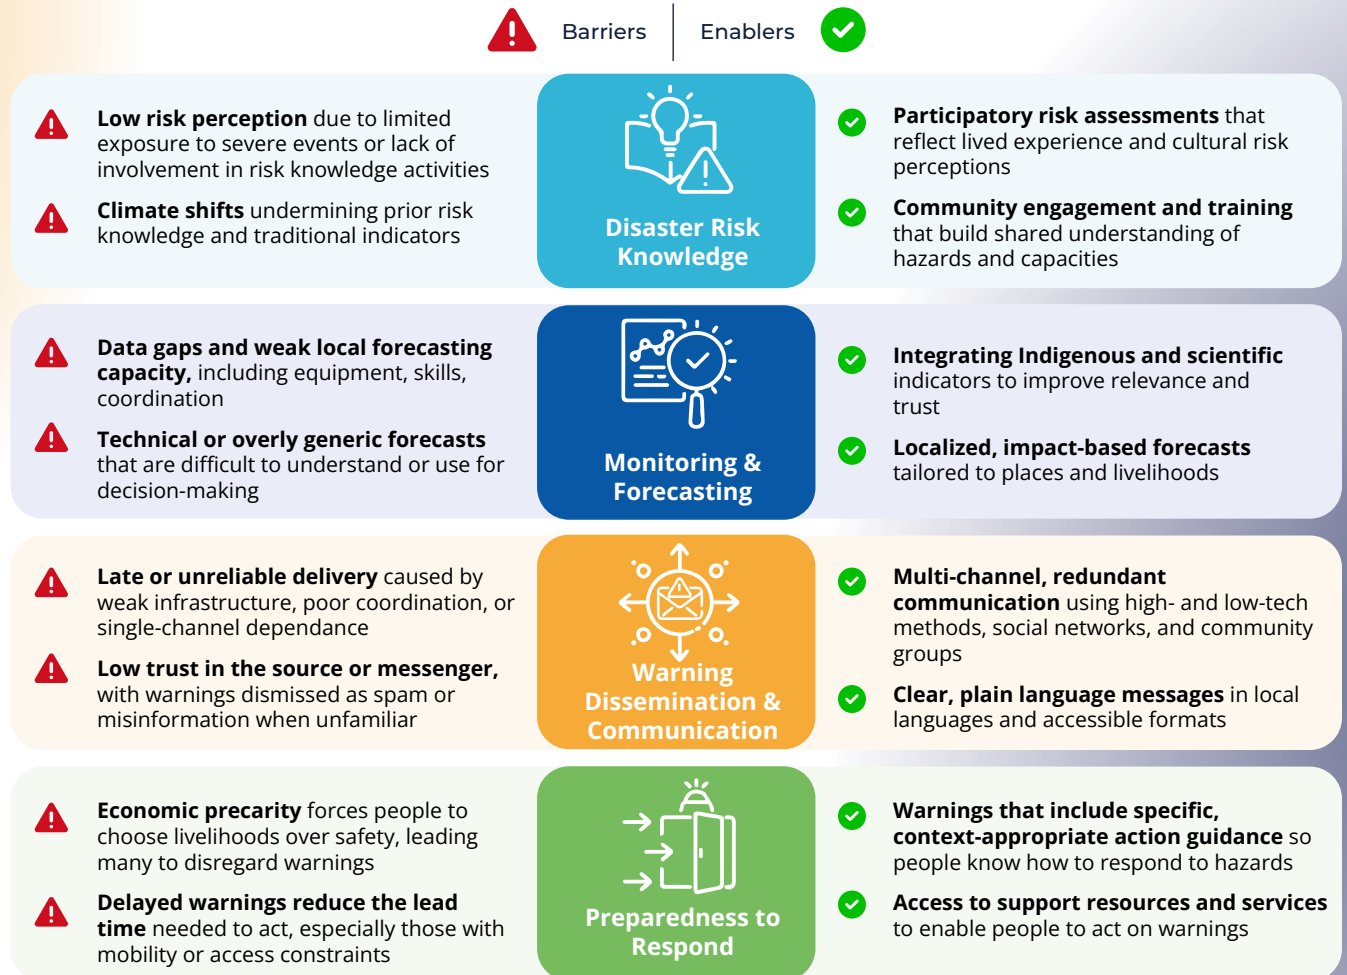 Barriers
Enablers
Low risk perception due to limited
exposure to severe events or lack of
involvement in risk knowledge activities
Climate shifts undermining prior risk
knowledge and traditional indicators
Disaster Risk
Knowledge
Participatory risk assessments that
reflect lived experience and cultural risk
perceptions
Community engagement and training
that build shared understanding of
hazards and capacities
Data gaps and weak local forecasting
capacity, including equipment, skills,
coordination
Technical or overly generic forecasts
that are difficult to understand or use for
decision-making
Monitoring &
Forecasting
Integrating Indigenous and scientific
indicators to improve relevance and
trust
Localized, impact-based forecasts
tailored to places and livelihoods
Late or unreliable delivery caused by
weak infrastructure, poor coordination, or
single-channel dependance
Low trust in the source or messenger,
with warnings dismissed as spam or
misinformation when unfamiliar
Warning
Dissemination &
Communication
Multi-channel, redundant
communication using high- and low-tech
methods, social networks, and community
groups
Clear, plain language messages in local
languages and accessible formats
Economic precarity forces people to
choose livelihoods over safety, leading
many to disregard warnings
Delayed warnings reduce the lead
time needed to act, especially those with
mobility or access constraints
Preparedness to
Respond
Warnings that include specific,
context-appropriate action guidance so
people know how to respond to hazards
Access to support resources and services
to enable people to act on warnings